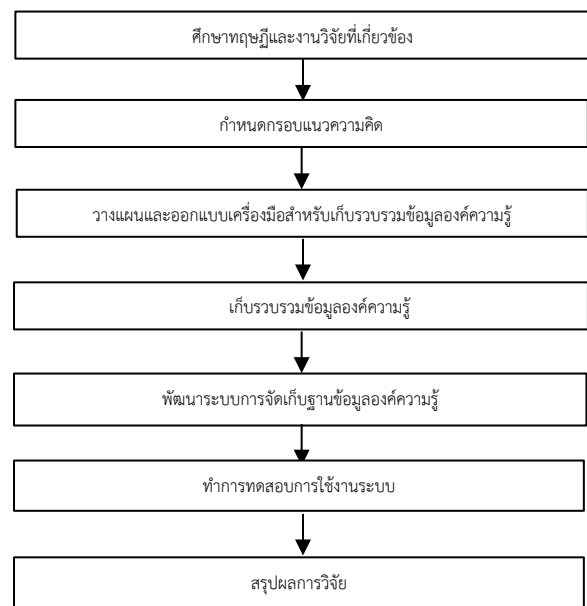 ศึกษาทฤษฎีและงานวิจัยที่เกี่ยวข้อง
กำหนดกรอบแนวความคิด
วางแผนและออกแบบเครื่องมือสำหรับเก็บรวบรวมข้อมูลองค์ความรู้
เก็บรวบรวมข้อมูลองค์ความรู้
พัฒนาระบบการจัดเก็บฐานข้อมูลองค์ความรู้
ทำการทดสอบการใช้งานระบบ
สรุปผลการวิจัย